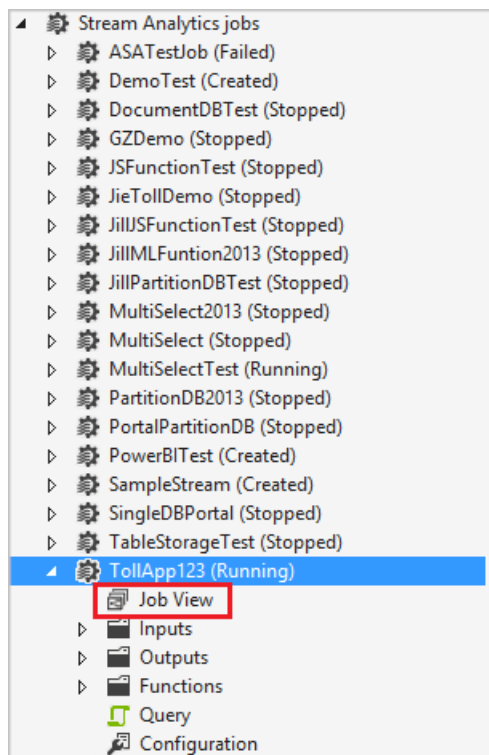 Stream Analytics jobs
ASATestJob (Failed)
DemoTest (Created)
DocumentDBTest (Stopped)
GZDemo (Stopped)
JSFunctionTest (Stopped)
JieTollDemo (Stopped)
JillJSFunctionTest (Stopped)
JillMLFuntion2013 (Stopped)
JillPartitionDBTest (Stopped)
MultiSelect2013 (Stopped)
MultiSelect (Stopped)
MultiSelectTest (Running)
PartitionDB2013 (Stopped)
PortalPartitionDB (Stopped)
PowerBITest (Created)
SampleStream (Created)
SingleDBPortal (Stopped)
TableStorageTest (Stopped)
TollApp123 (Running)
Job View
Inputs
Outputs
Functions
Query
Configuration